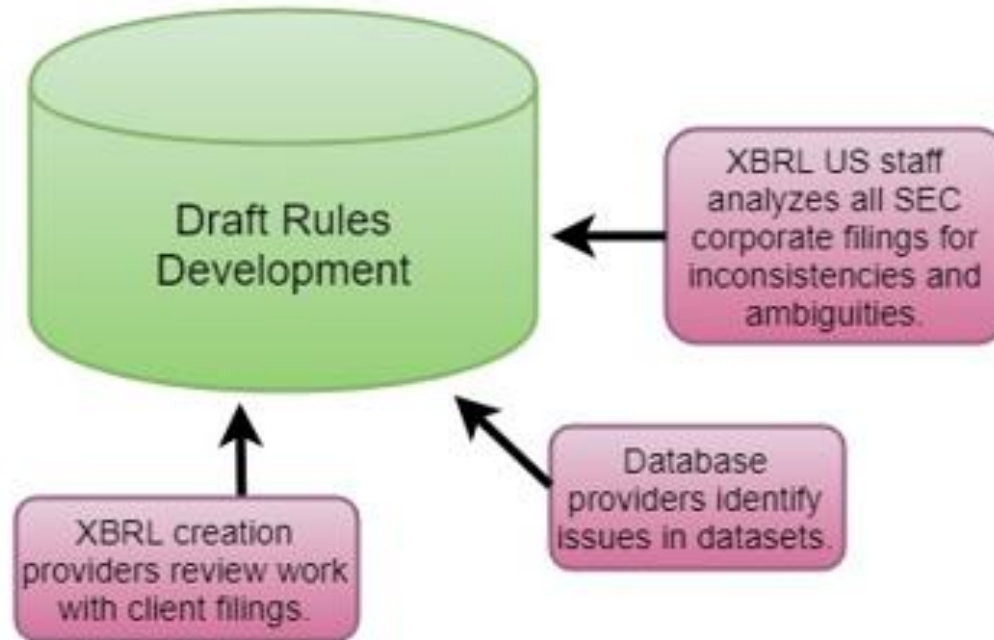 Draft Rules
Development
XBRL US staff
analyzes all SEC
corporate filings for
inconsistencies and
ambiguities.
Database
providers identify
issues in datasets.
XBRL creation
providers review work
with client filings.